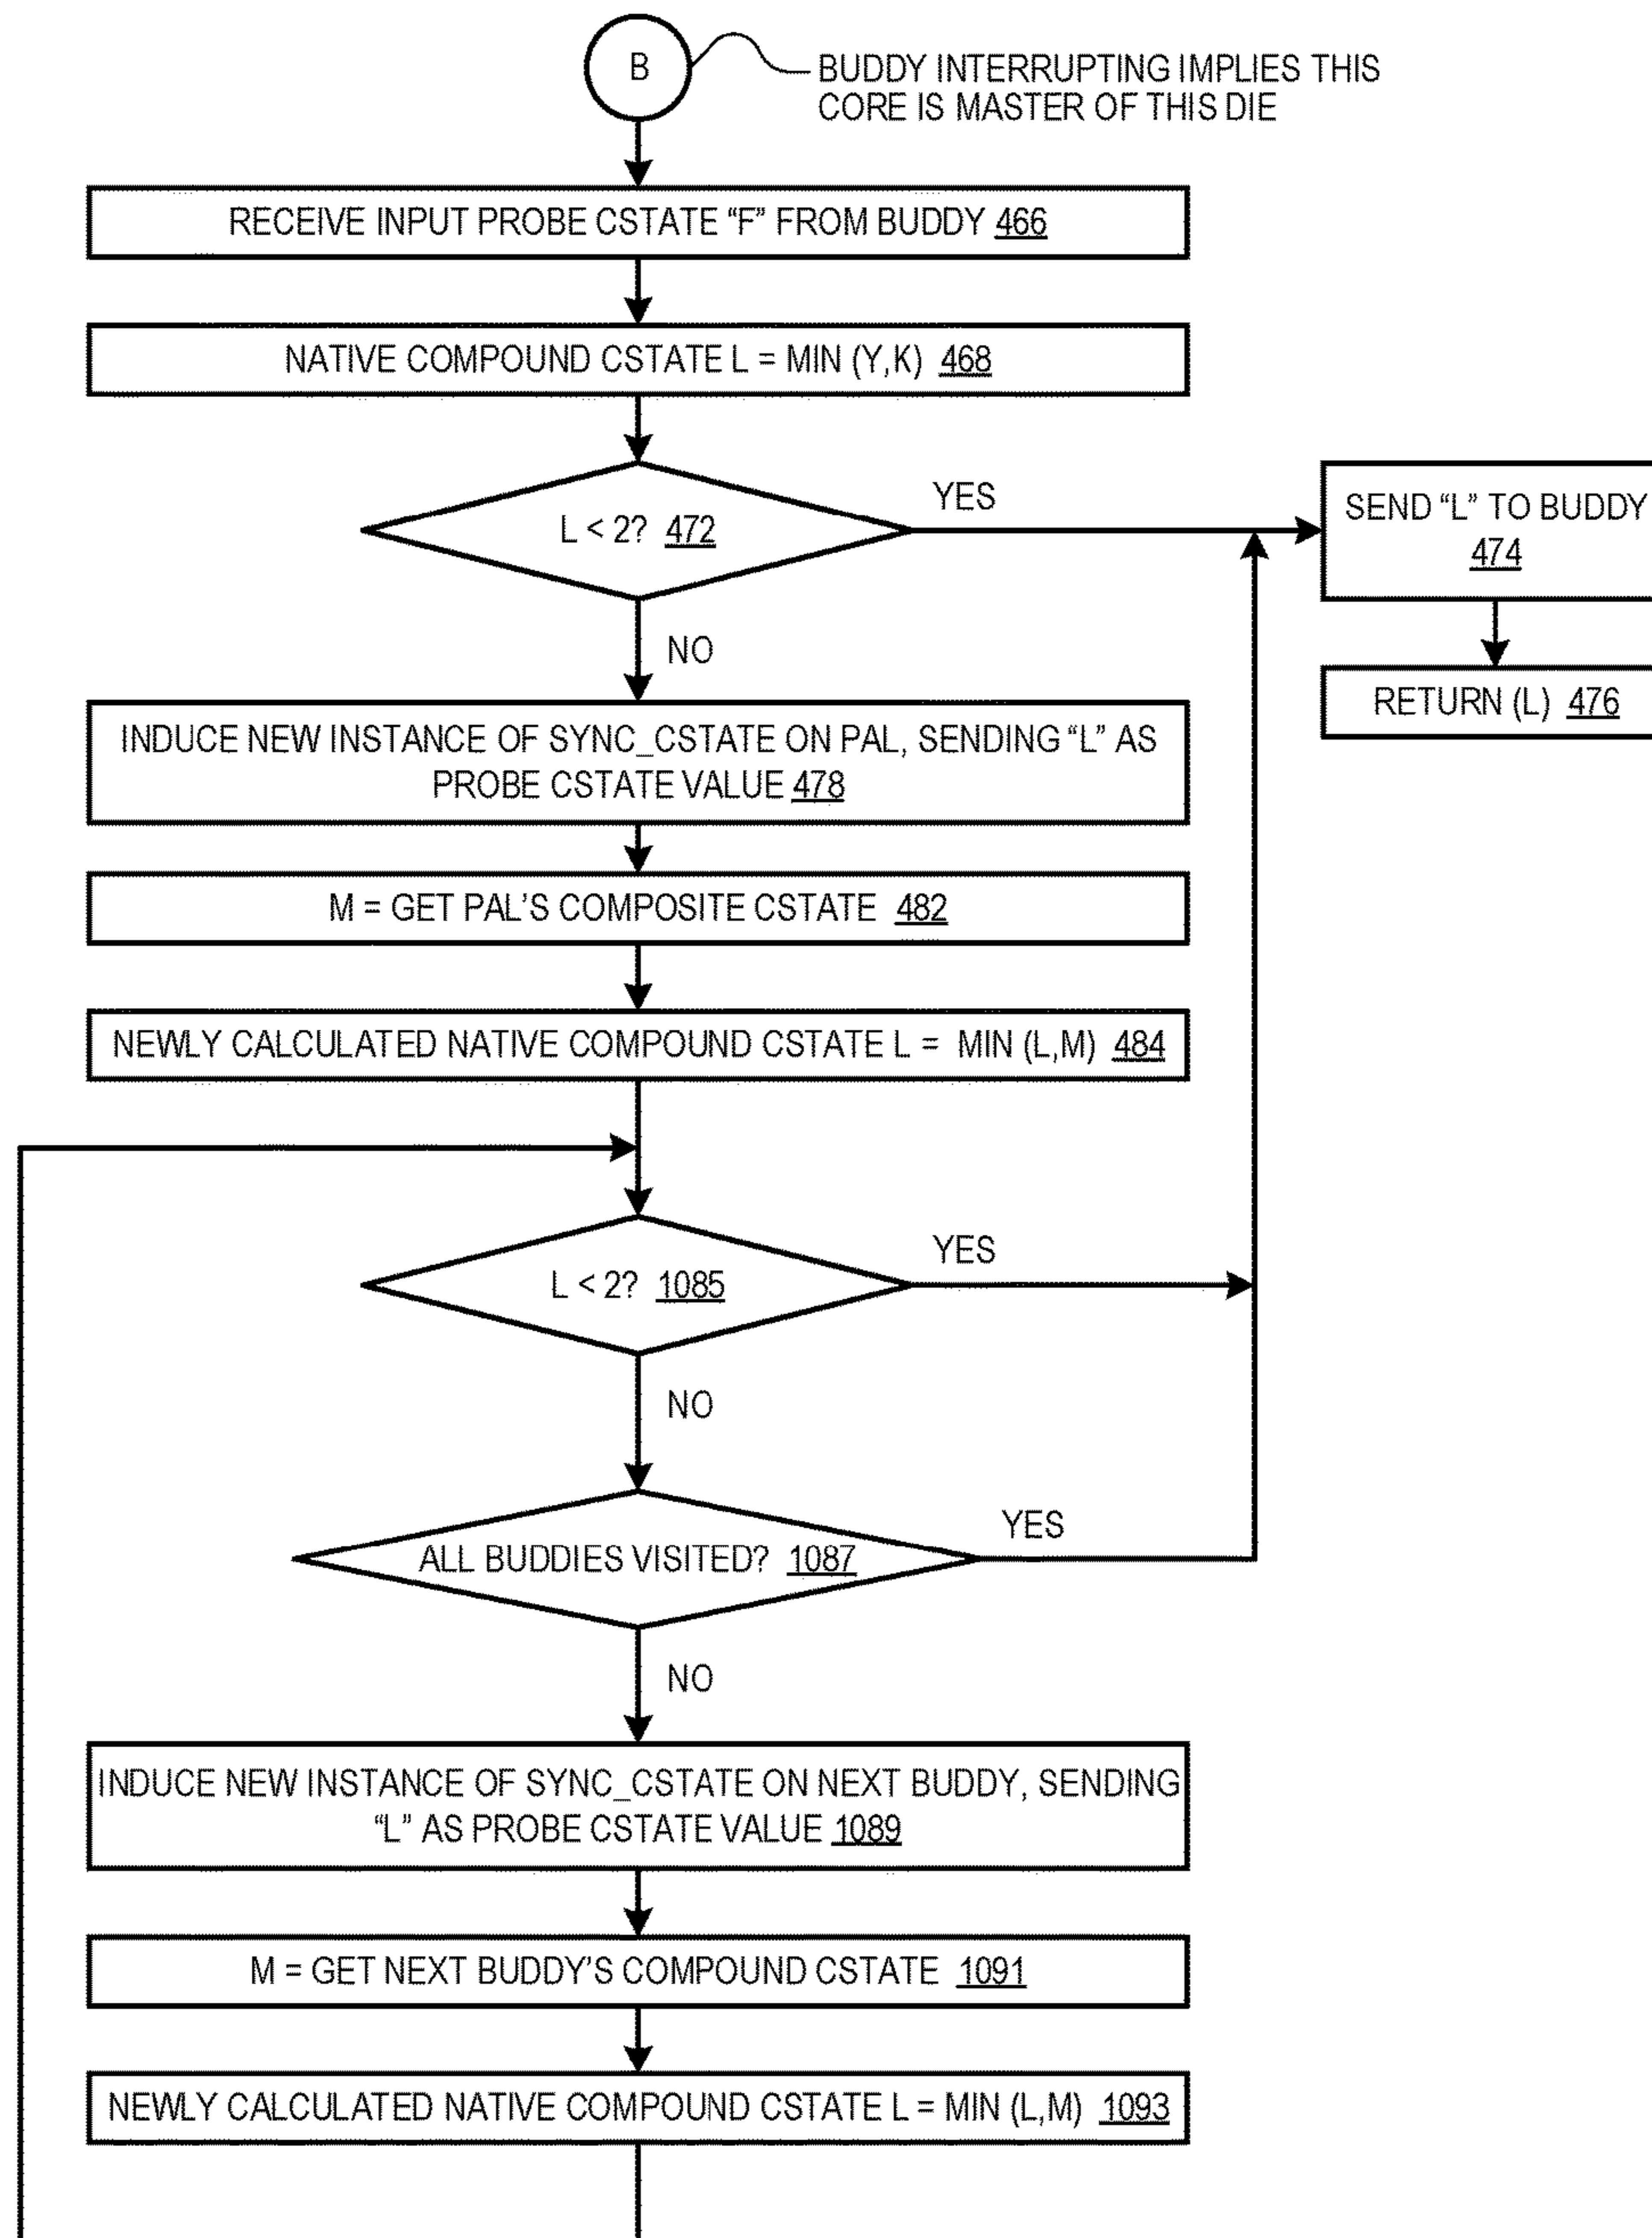 B
BUDDY INTERRUPTING IMPLIES THIS
CORE IS MASTER OF THIS DIE
RECEIVE INPUT PROBE CSTATE “F” FROM BUDDY 466
NATIVE COMPOUND CSTATE L = MIN (Y,K) 468
L < 2? 472
YES
SEND “L” TO BUDDY
474
RETURN (L) 476
NO
INDUCE NEW INSTANCE OF SYNC_CSTATE ON PAL, SENDING “L” AS
PROBE CSTATE VALUE 478
M = GET PAL’S COMPOSITE CSTATE 482
NEWLY CALCULATED NATIVE COMPOUND CSTATE L = MIN (L,M) 484
L < 2? 1085
YES
NO
ALL BUDDIES VISITED? 1087
YES
NO
INDUCE NEW INSTANCE OF SYNC_CSTATE ON NEXT BUDDY, SENDING
“L” AS PROBE CSTATE VALUE 1089
M = GET NEXT BUDDY’S COMPOUND CSTATE 1091
NEWLY CALCULATED NATIVE COMPOUND CSTATE L = MIN (L,M) 1093